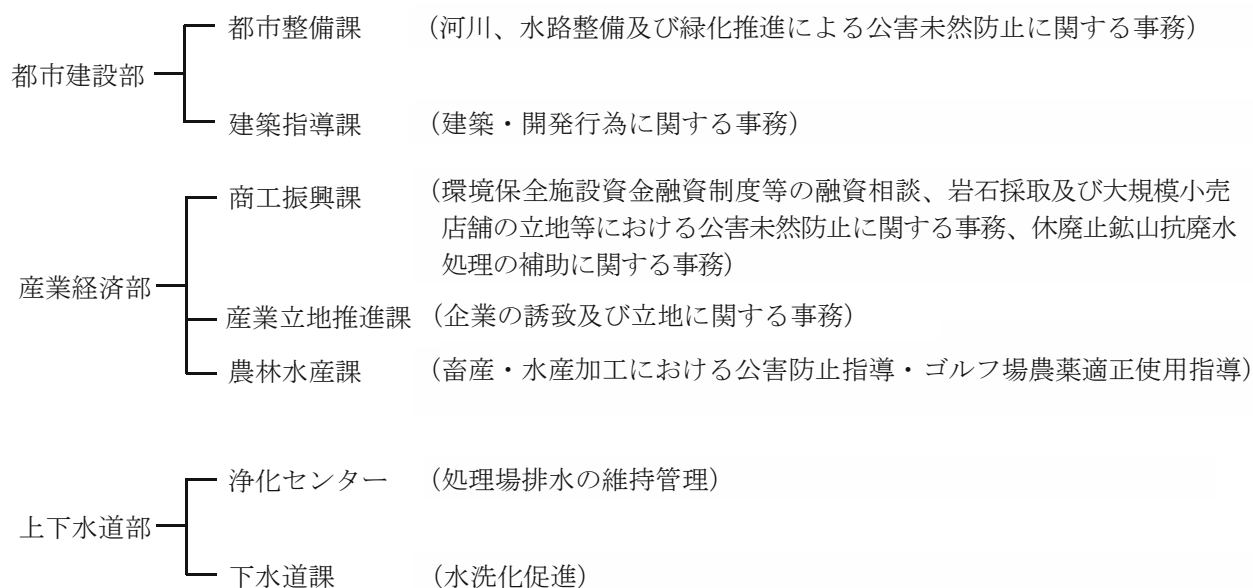 都市整備課 (河川、水路整備及び緑化推進による公害未然防止に関する事務)
都市建設部
建築指導課 (建築・開発行為に関する事務)
商工振興課 (環境保全施設資金融資制度等の融資相談、岩石採取及び大規模小売
店舗の立地等における公害未然防止に関する事務、休廃止鉱山抗廃水
処理の補助に関する事務)
産業経済部
産業立地推進課 (企業の誘致及び立地に関する事務)
農林水産課 (畜産・水産加工における公害防止指導・ゴルフ場農薬適正使用指導)
浄化センター (処理場排水の維持管理)
上下水道部
下水道課 (水洗化促進)